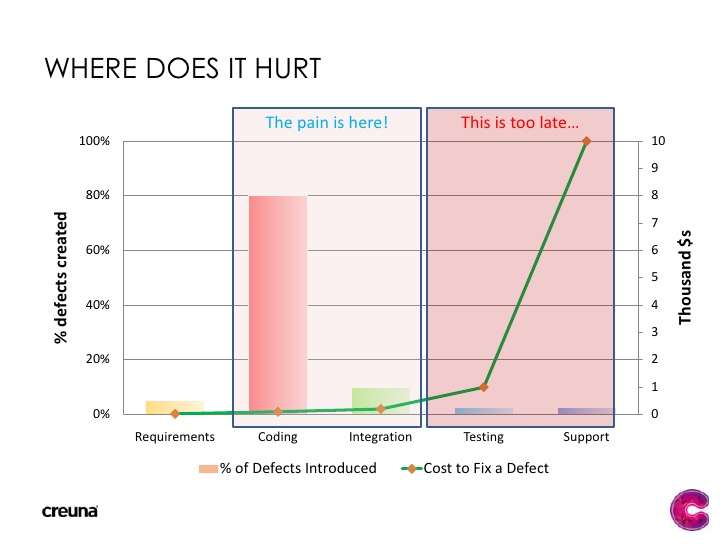 WHERE DOES IT HURT
The pain is here!
This is too late...
100%
80%
60%
40%
20%
0%
% defects created
10
9
8
7
6
5
4
3
2
1
0
Thousand $s
Requirements
Coding
Integration
Testing
Support
% of Defects Introduced
Cost to Fix a Defect
creuna
C